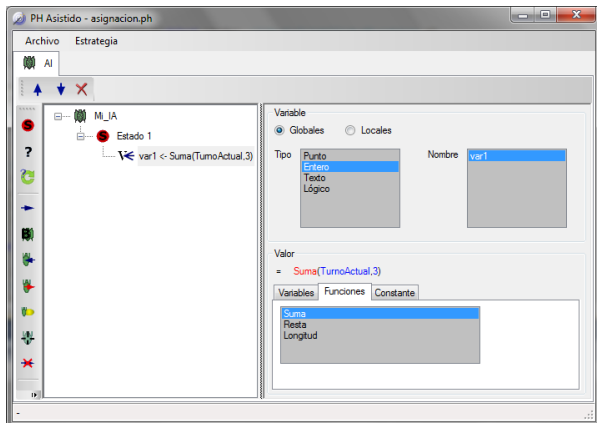 PH Asistido - asignacion.ph
Archivo Estrategia
AI
Mi_IA
Estado 1
var1 <- Suma(TurnoActual,3)
Variable
Globales Locales
Tipo
Punto
Entero
Texto
Lógico
Nombre
var1
Valor
= Suma(TurnoActual,3)
Variables Funciones Constante
Suma
Resta
Longitud
-